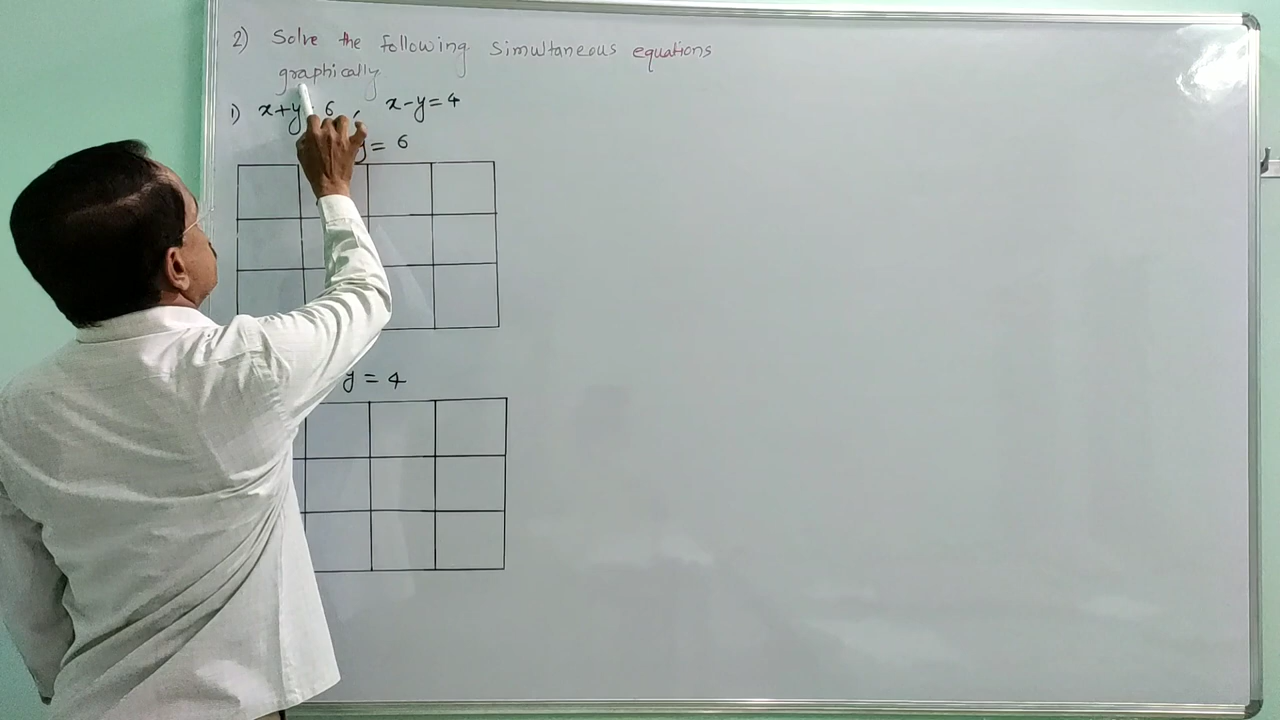 2) Solve the following simultaneous equations
graphically
1) x+y 6, x-y=4
y = 6
y = 4